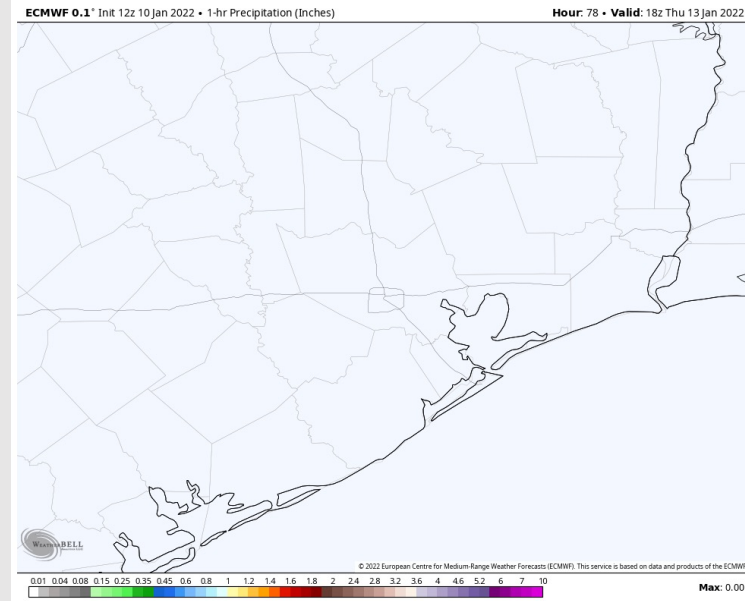 ECMWF 0.1° Init 12z 10 Jan 2022 • 1-hr Precipitation (Inches) Hour: 78 • Valid: 18z Thu 13 Jan 2022
WEATHERBELL
© 2022 European Centre for Medium-Range Weather Forecasts (ECMWF). This service is based on data and products of the ECMWF
0.01 0.04 0.08 0.15 0.25 0.35 0.45 0.6 0.8 1 1.2 1.4 1.6 1.8 2 2.4 2.8 3.2 3.6 4 4.6 5.2 6 7 10
Max: 0.00